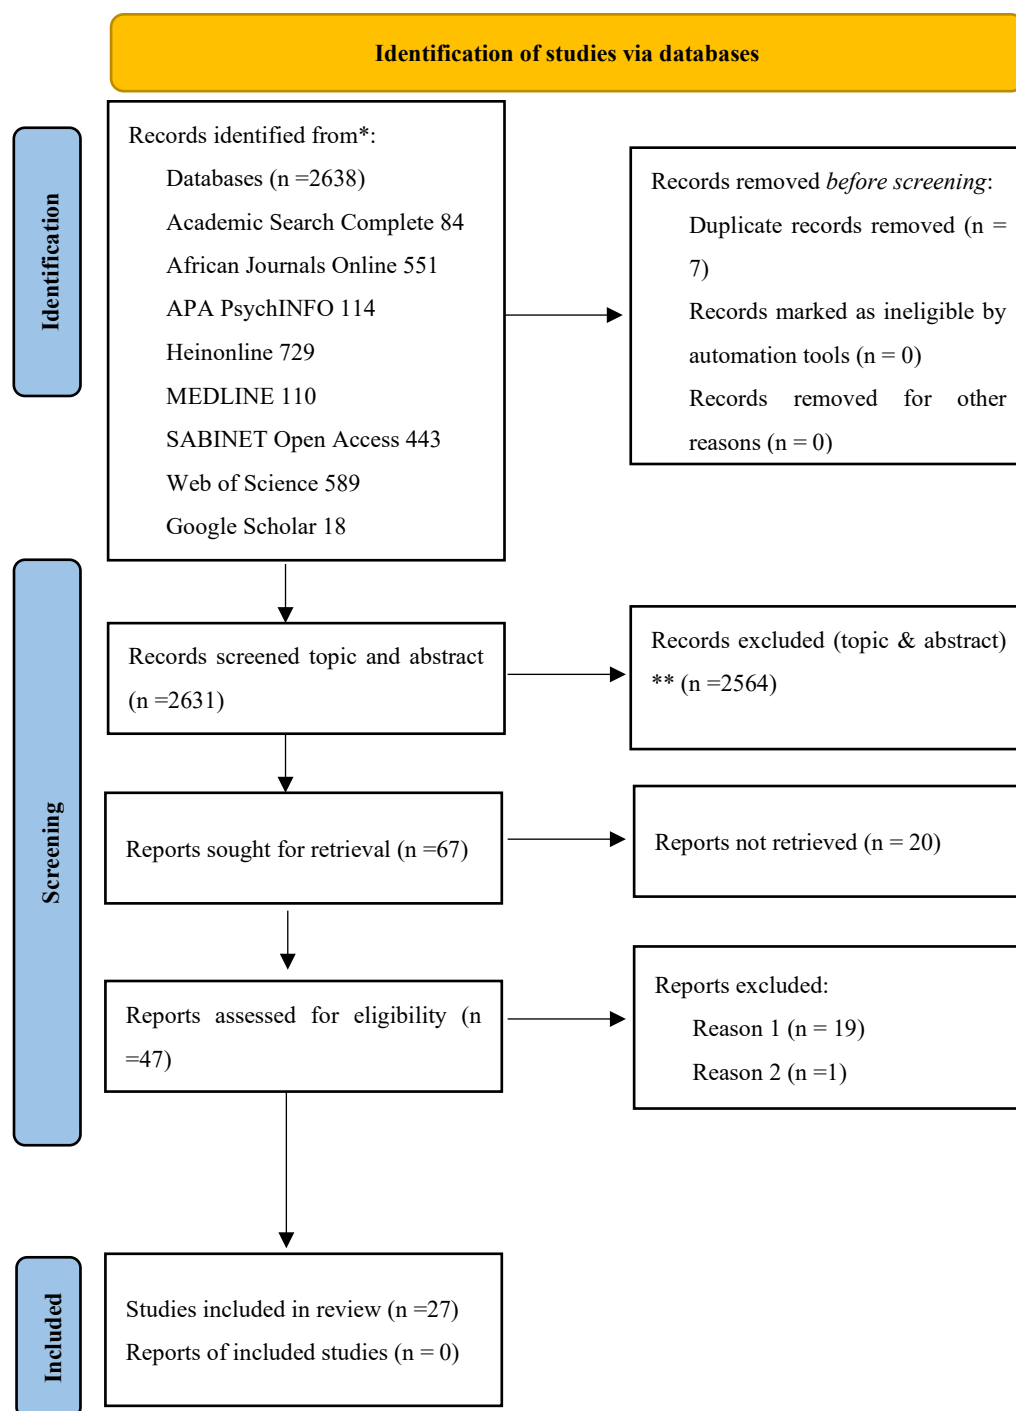 Identification of studies via databases
Identification
Records identified from*:
Databases (n =2638)
Academic Search Complete 84
African Journals Online 551
APA PsychINFO 114
Heinonline 729
MEDLINE 110
SABINET Open Access 443
Web of Science 589
Google Scholar 18
Records removed before screening:
Duplicate records removed (n =
7)
Records marked as ineligible by
automation tools (n = 0)
Records removed for other
reasons (n = 0)
Screening
Records screened topic and abstract
(n =2631)
Records excluded (topic & abstract)
** (n =2564)
Reports sought for retrieval (n =67)
Reports not retrieved (n = 20)
Reports assessed for eligibility (n
=47)
Reports excluded:
Reason 1 (n = 19)
Reason 2 (n =1)
Included
Studies included in review (n =27)
Reports of included studies (n = 0)